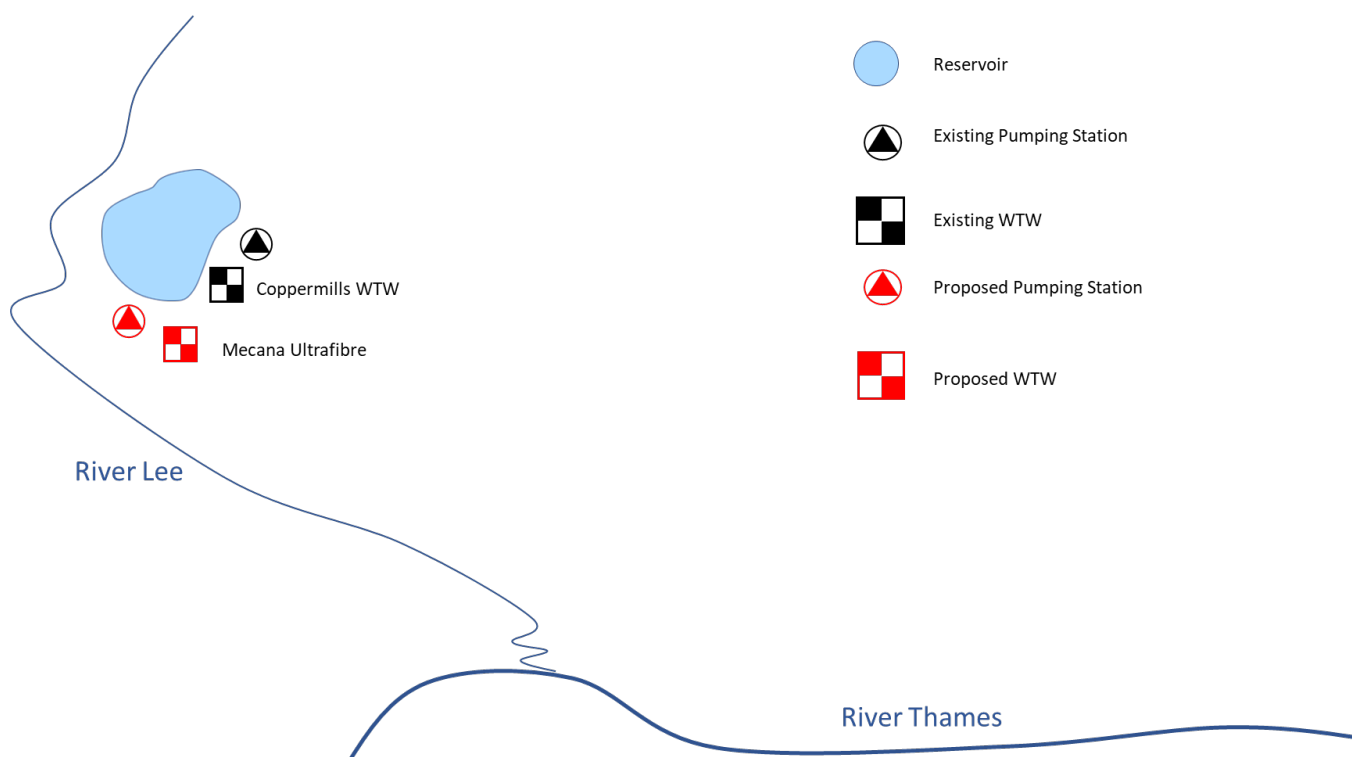 Reservoir
Existing Pumping Station
Existing WTW
Coppermills WTW
Proposed Pumping Station
Mecana Ultrafibre
Proposed WTW
River Lee
River Thames